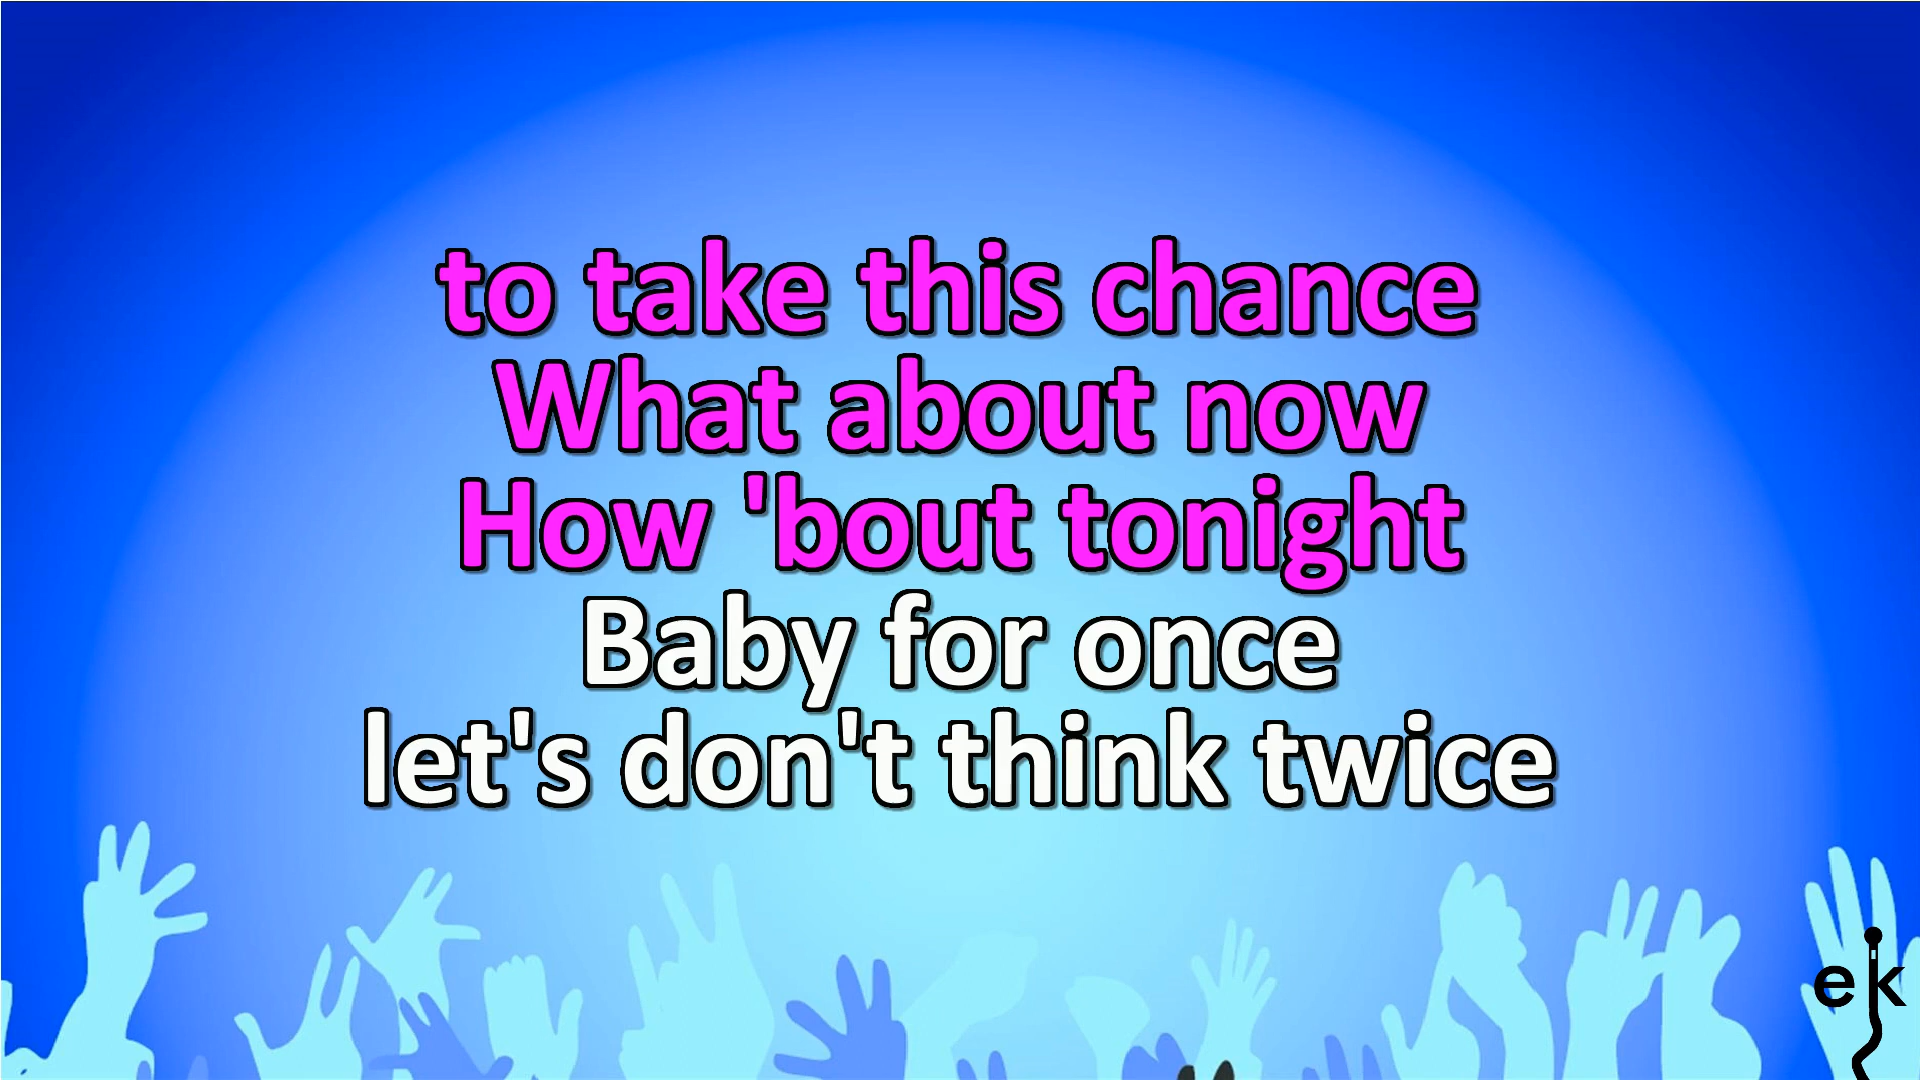 to take this chance
What about now
How 'bout tonight
Baby for once
let's don't think twice
ek